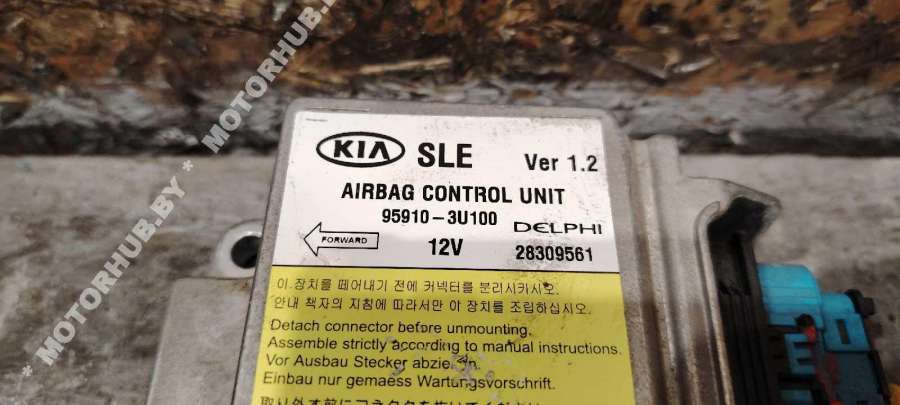 * MOTORHUB.BY * MOTORHUB.BY *
KIA SLE Ver 1.2
AIRBAG CONTROL UNIT
95910-3U100 DELPHI
FORWARD 12V 28309561
이 장치를 떼어내기 전에 커넥터를 분리시키시오.
안내 책자의 지침에 따라서만 이 장치를 조립하십시오.
Detach connector before unmounting.
Assemble strictly according to manual instructions.
Vor Ausbau Stecker abziehen.
Einbau nur gemaess Wartungsvorschrift.